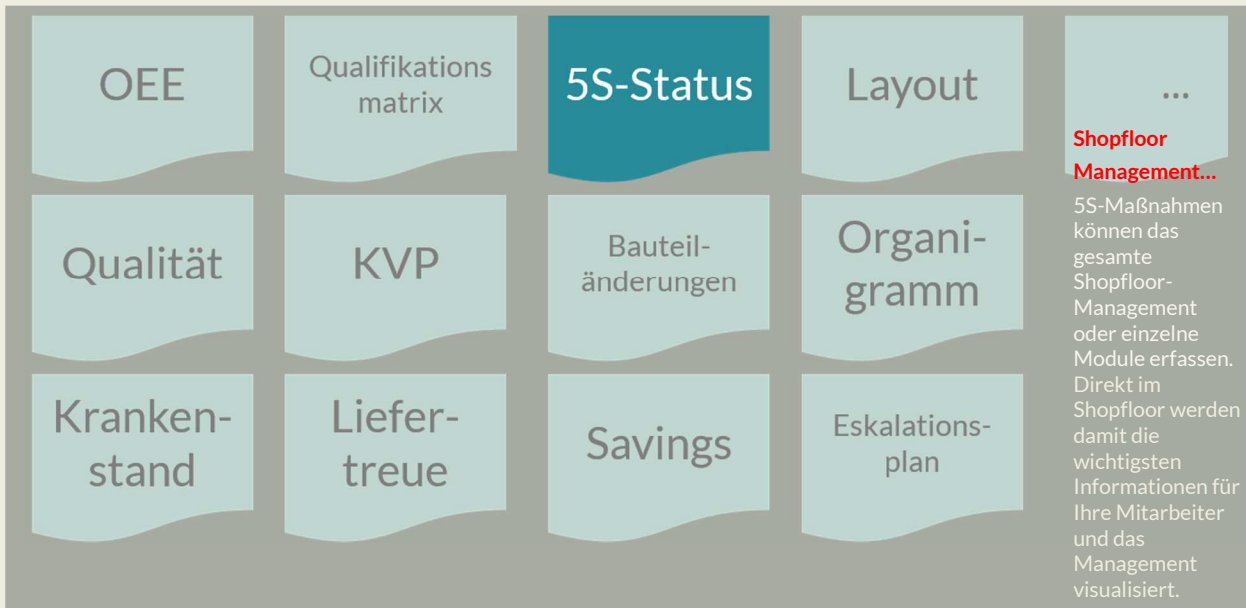 OEE
Qualifikations
matrix
5S-Status
Layout
...
Qualität
KVP
Bauteil-
änderungen
Organi-
gramm
Kranken-
stand
Liefer-
treue
Savings
Eskalations-
plan
Shopfloor
Management...
5S-Maßnahmen
können das
gesamte
Shopfloor-
Management
oder einzelne
Module erfassen.
Direkt im
Shopfloor werden
damit die
wichtigsten
Informationen für
Ihre Mitarbeiter
und das
Management
visualisiert.